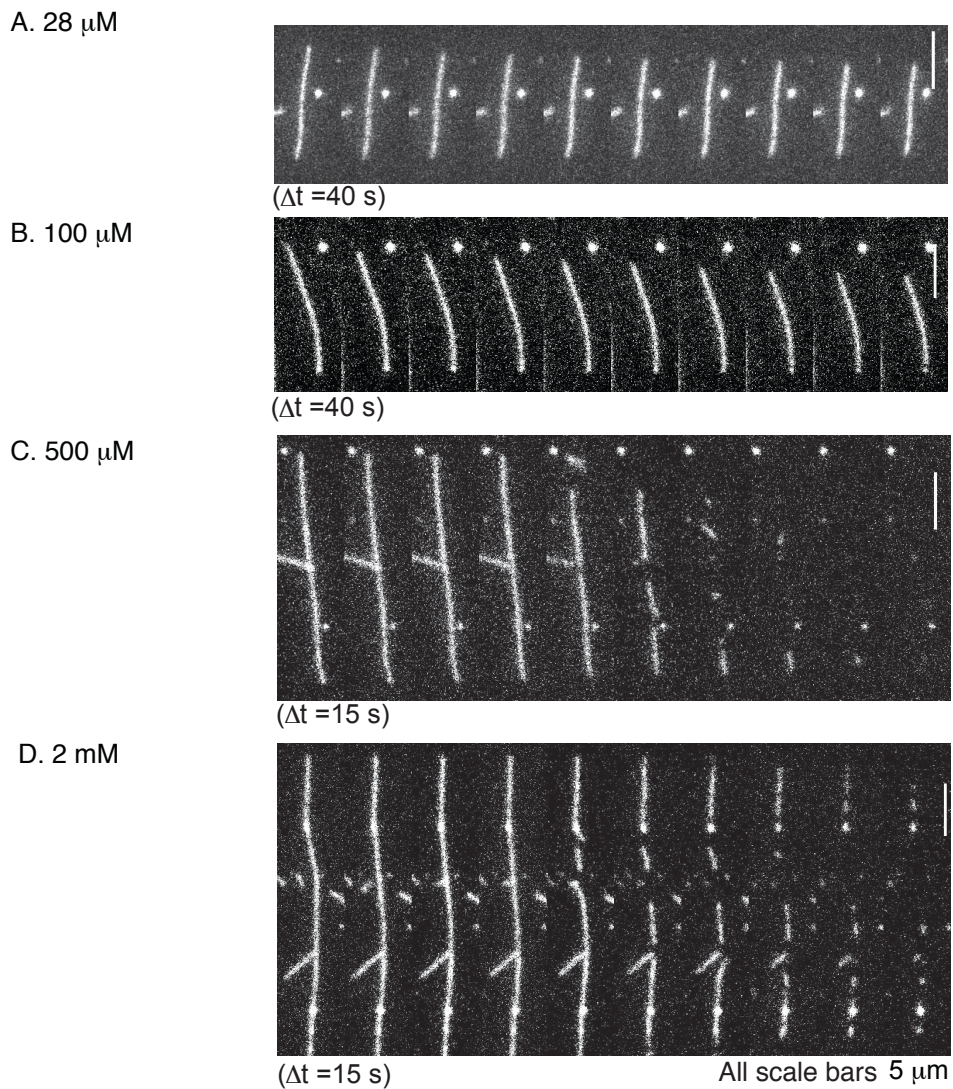 A. 28 μM
(Δt =40 s)
B. 100 μM
(Δt =40 s)
C. 500 μM
(Δt =15 s)
D. 2 mM
(Δt =15 s)
All scale bars 5 μm